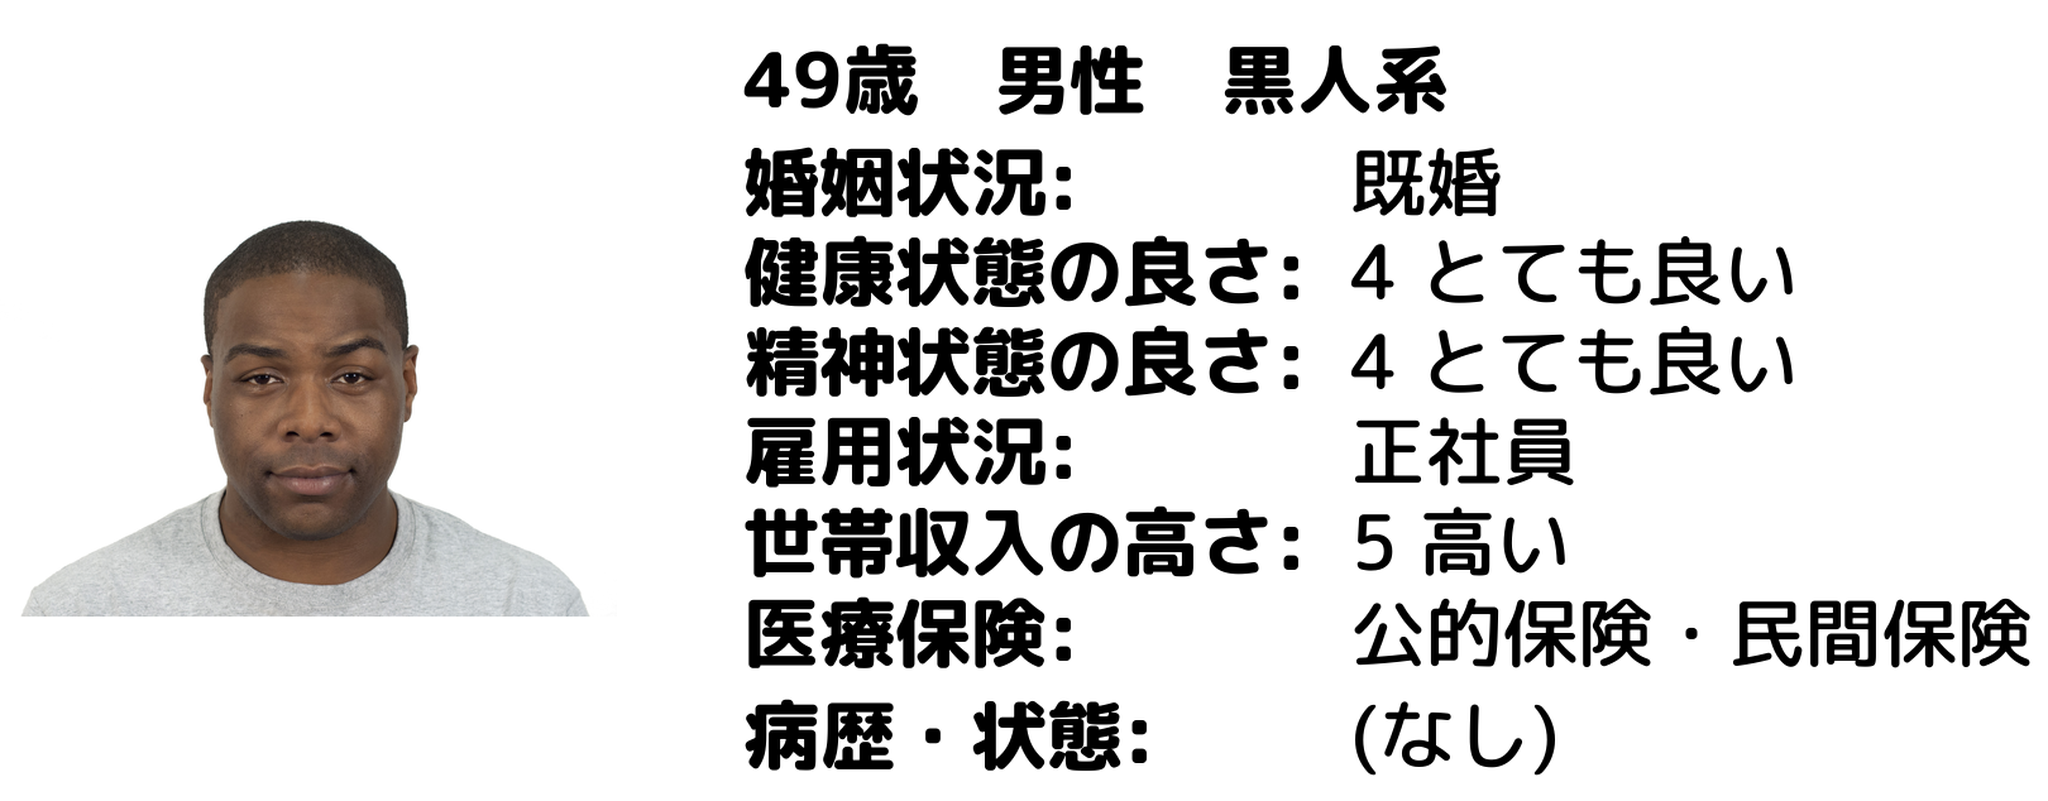 49歳　男性　黒人系
婚姻状況: 既婚
健康状態の良さ: 4 とても良い
精神状態の良さ: 4 とても良い
雇用状況: 正社員
世帯収入の高さ: 5 高い
医療保険: 公的保険・民間保険
病歴・状態: (なし)